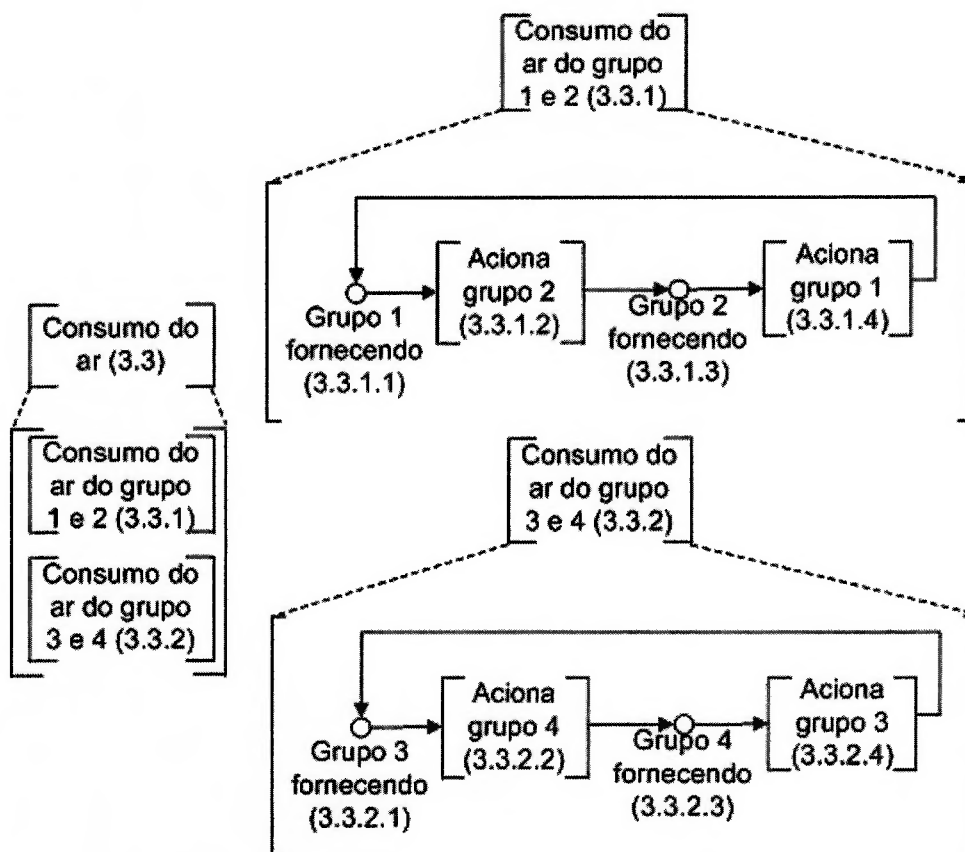 Consumo do
ar do grupo
1 e 2 (3.3.1)
Aciona
grupo 2
(3.3.1.2)
Aciona
grupo 1
(3.3.1.4)
Grupo 1
fornecendo
(3.3.1.1)
Grupo 2
fornecendo
(3.3.1.3)
Consumo do
ar (3.3)
Consumo do
ar do grupo
1 e 2 (3.3.1)
Consumo do
ar do grupo
3 e 4 (3.3.2)
Consumo do
ar do grupo
3 e 4 (3.3.2)
Aciona
grupo 4
(3.3.2.2)
Aciona
grupo 3
(3.3.2.4)
Grupo 3
fornecendo
(3.3.2.1)
Grupo 4
fornecendo
(3.3.2.3)